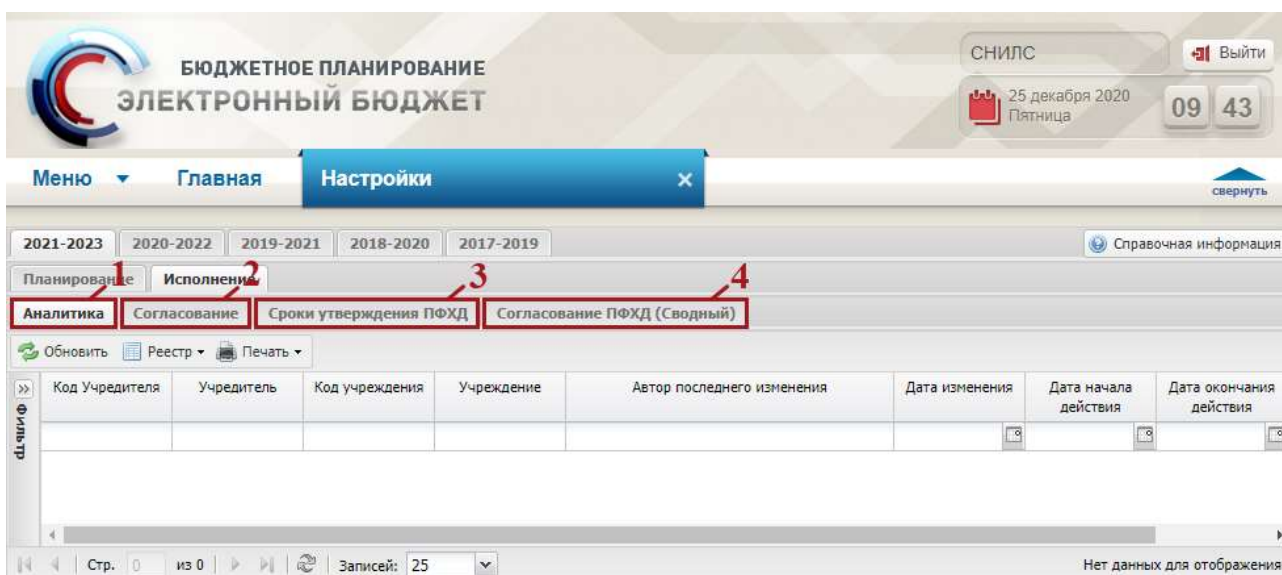 БЮДЖЕТНОЕ ПЛАНИРОВАНИЕ
ЭЛЕКТРОННЫЙ БЮДЖЕТ
СНИЛС
Выйти
25 декабря 2020
Пятница
09 43
Меню Главная Настройки
свернуть
2021-2023 2020-2022 2019-2021 2018-2020 2017-2019 Справочная информация
Планирование Исполнение
1 2 3 4
Аналитика Согласование Сроки утверждения ПФХД Согласование ПФХД (Сводный)
Обновить Реестр Печать
Фильтр
Код Учредителя Учредитель Код учреждения Учреждение Автор последнего изменения Дата изменения Дата начала действия Дата окончания действия
Стр. 0 из 0 Записей: 25 Нет данных для отображения